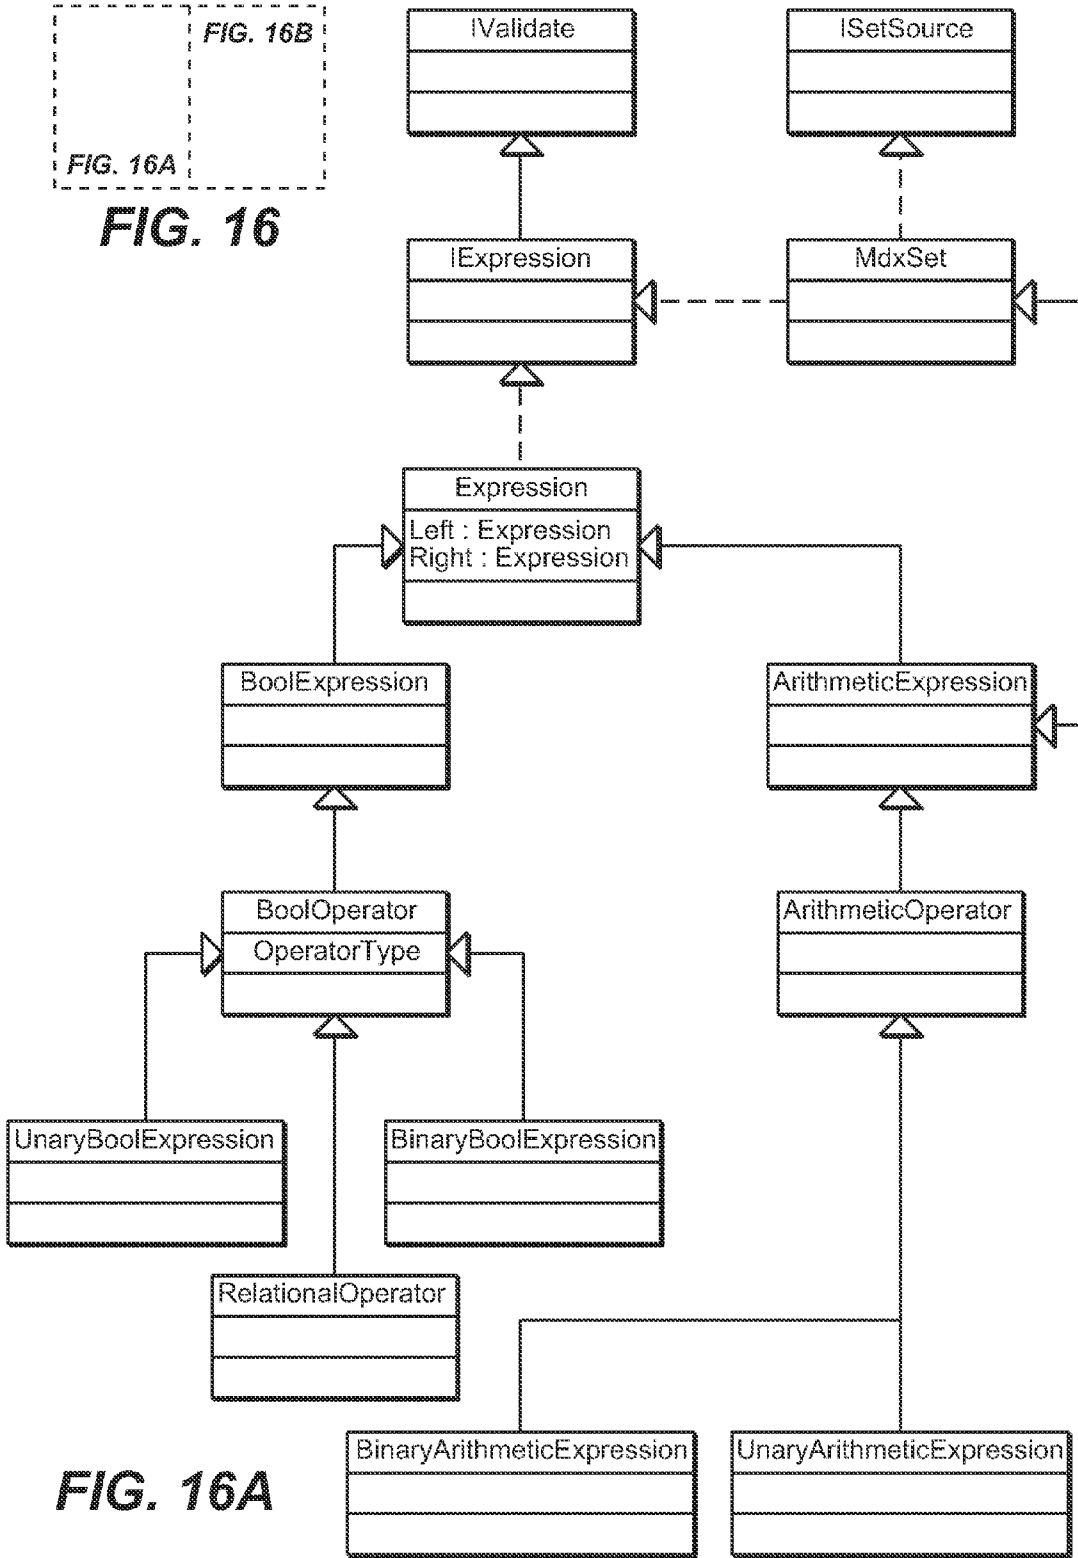 FIG. 16B
FIG. 16A
FIG. 16
IValidate
ISetSource
IExpression
MdxSet
Expression
Left : Expression
Right : Expression
BoolExpression
ArithmeticExpression
BoolOperator
OperatorType
ArithmeticOperator
UnaryBoolExpression
BinaryBoolExpression
RelationalOperator
BinaryArithmeticExpression
UnaryArithmeticExpression
FIG. 16A